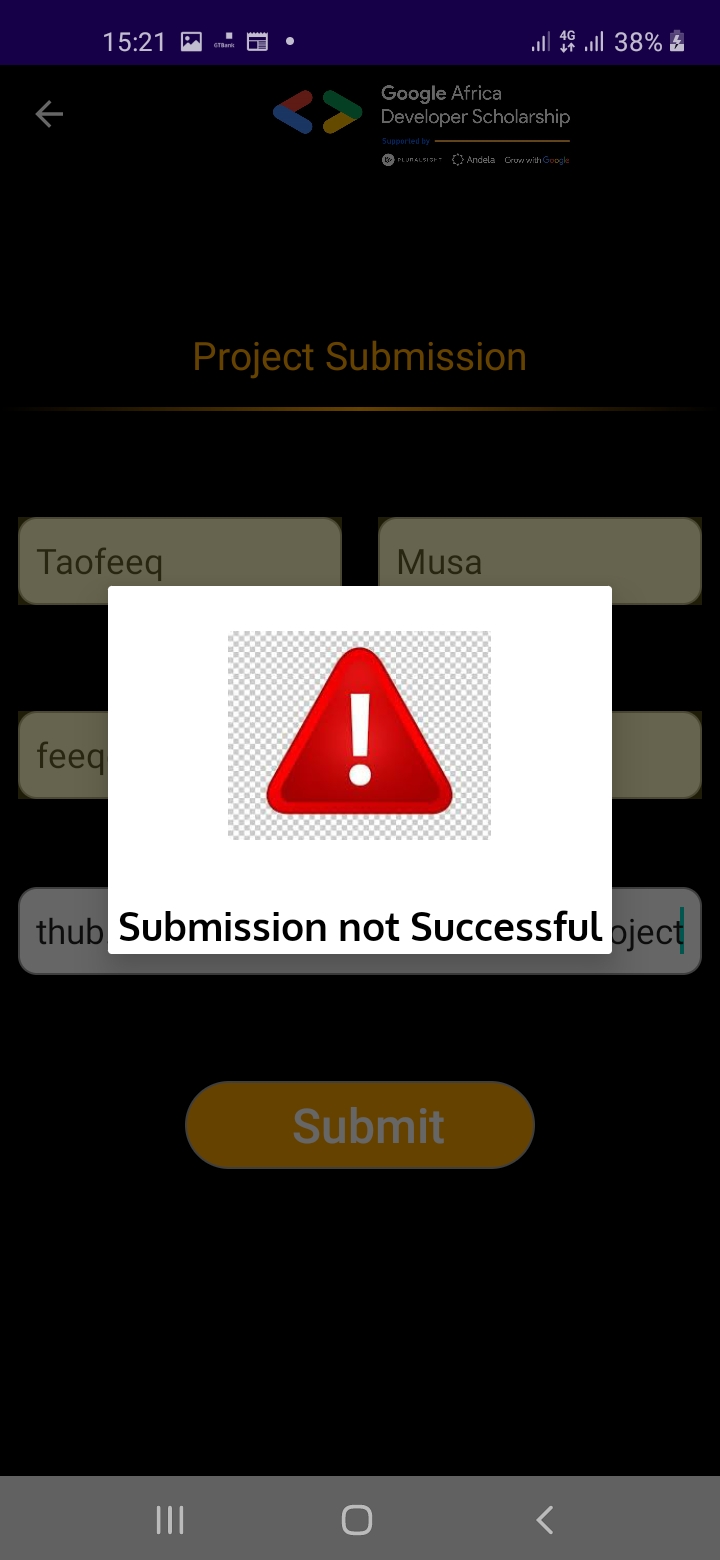 15:21
GTBank
4G
38%
Google Africa
Developer Scholarship
Supported by
PLURALSIGHT Andela Grow with Google
Project Submission
Taofeeq
Musa
feeq
thub
oject
!
Submission not Successful
Submit